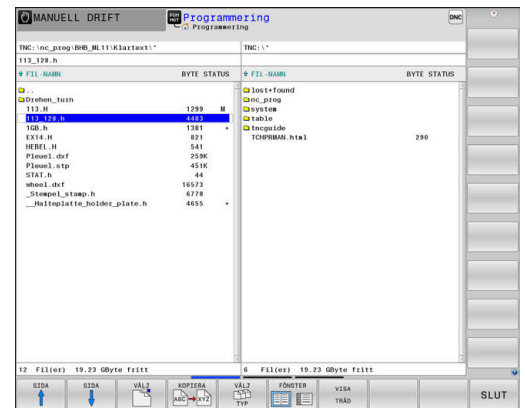 MANUELL DRIFT
Programmering
Programmering
DNC
TNC:\nc_prog\BHB_ML11\Klartext\*
113_128.h
FIL-NAMN BYTE STATUS
..
Drehen_turn
113.H 1299 M
113_128.h 4483
1GB.h 1381 +
EX14.H 821
HEBEL.H 541
Pleuel.dxf 259K
Pleuel.stp 451K
STAT.h 44
wheel.dxf 16573
_Stempel_stamp.h 6778
__Halteplatte_holder_plate.h 4655 +
12 Fil(er) 19.23 GByte fritt
TNC:\*
FIL-NAMN BYTE STATUS
lost+found
nc_prog
system
table
tncguide
TCHPRMAN.html 290
6 Fil(er) 19.23 GByte fritt
SIDA
SIDA
VÄLJ
KOPIERA
ABC XYZ
VÄLJ
TYP
FÖNSTER
VISA
TRÄD
SLUT